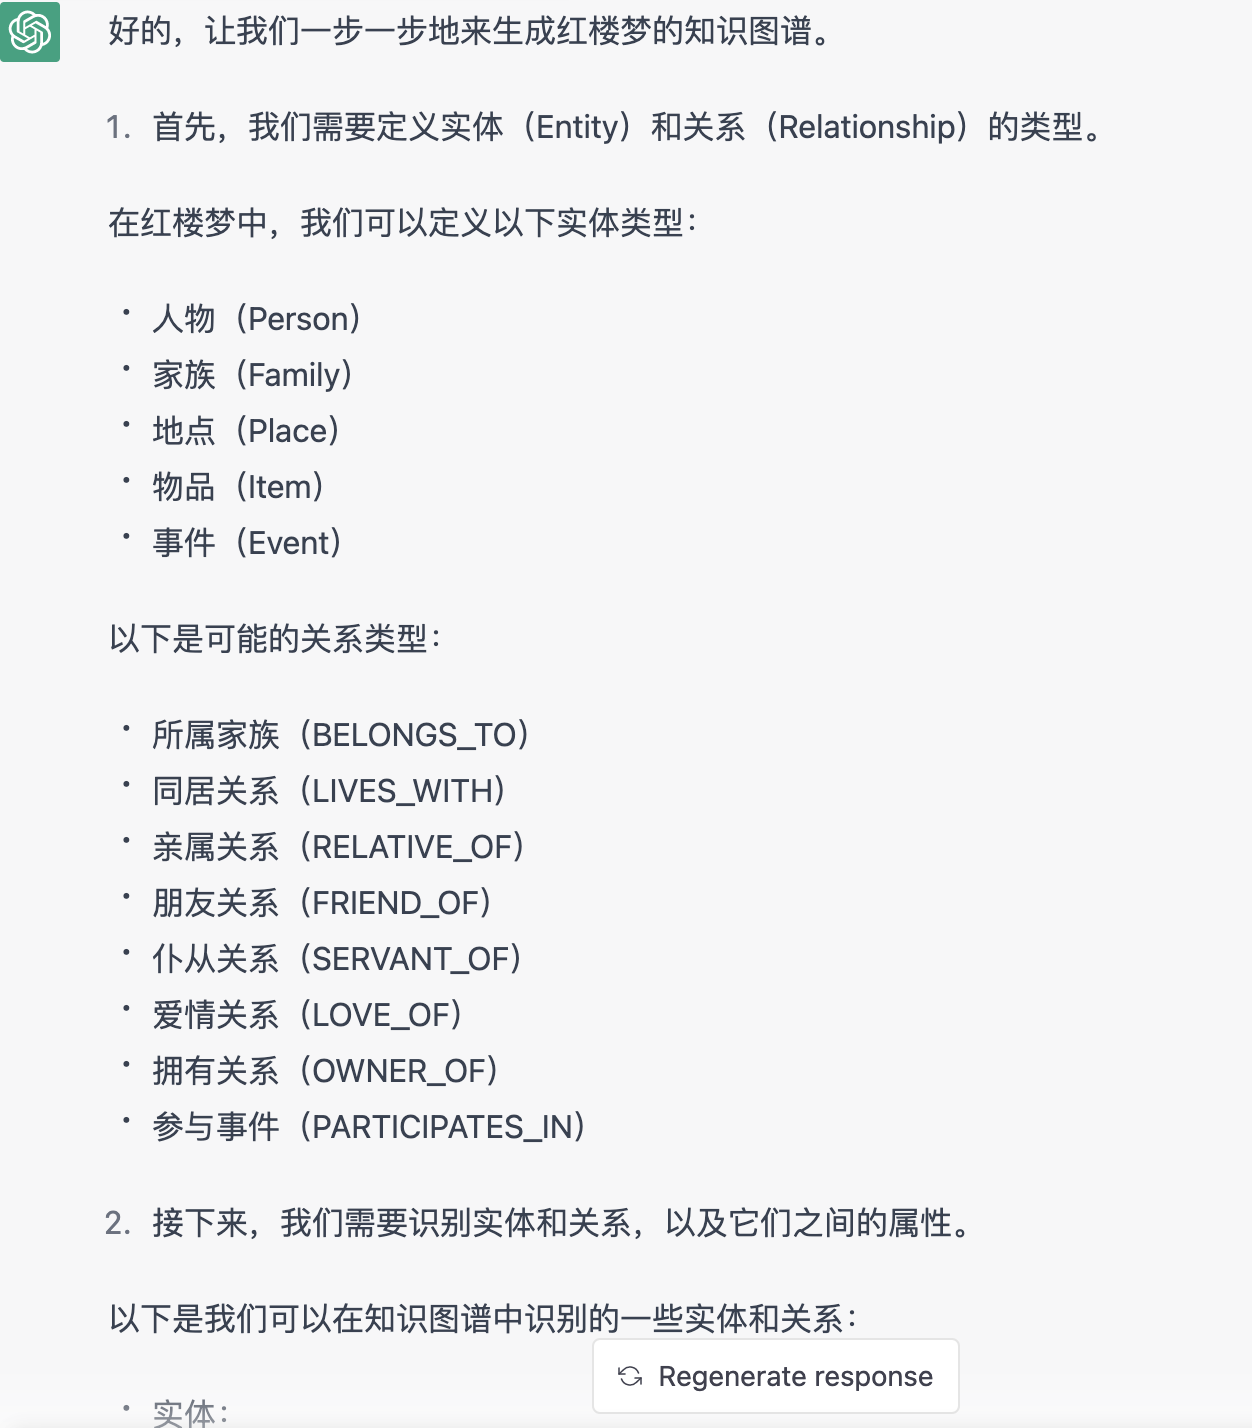 好的，让我们一步一步地来生成红楼梦的知识图谱。
1. 首先，我们需要定义实体（Entity）和关系（Relationship）的类型。
在红楼梦中，我们可以定义以下实体类型：
• 人物（Person）
• 家族（Family）
• 地点（Place）
• 物品（Item）
• 事件（Event）
以下是可能的关系类型：
• 所属家族（BELONGS_TO）
• 同居关系（LIVES_WITH）
• 亲属关系（RELATIVE_OF）
• 朋友关系（FRIEND_OF）
• 仆从关系（SERVANT_OF）
• 爱情关系（LOVE_OF）
• 拥有关系（OWNER_OF）
• 参与事件（PARTICIPATES_IN）
2. 接下来，我们需要识别实体和关系，以及它们之间的属性。
以下是我们可以在知识图谱中识别的一些实体和关系：
Regenerate response
• 实体：